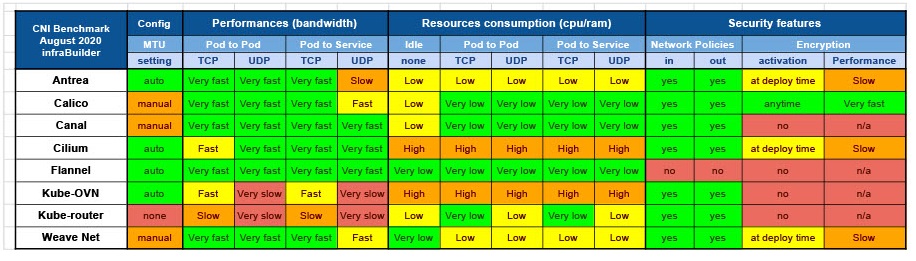 CNI Benchmark August 2020 infraBuilder Config Performances (bandwidth) Resources consumption (cpu/ram) Security features
MTU Pod to Pod Pod to Service Idle Pod to Pod Pod to Service Network Policies Encryption
setting TCP UDP TCP UDP none TCP UDP TCP UDP in out activation Performance
Antrea auto Very fast Very fast Very fast Slow Low Low Low Low Low yes yes at deploy time Slow
Calico manual Very fast Very fast Very fast Fast Low Very low Very low Very low Very low yes yes anytime Very fast
Canal manual Very fast Very fast Very fast Very fast Low Very low Very low Very low Very low yes yes no n/a
Cilium auto Fast Very fast Very fast Very fast High High High High High yes yes at deploy time Slow
Flannel auto Very fast Very fast Very fast Very fast Very low Very low Very low Very low Very low no no no n/a
Kube-OVN auto Fast Very slow Fast Very slow High High High High High yes yes no n/a
Kube-router none Slow Very slow Slow Very slow Low Very low Low Very low Low yes yes no n/a
Weave Net manual Very fast Very fast Very fast Fast Very low Low Low Low Low yes yes at deploy time Slow